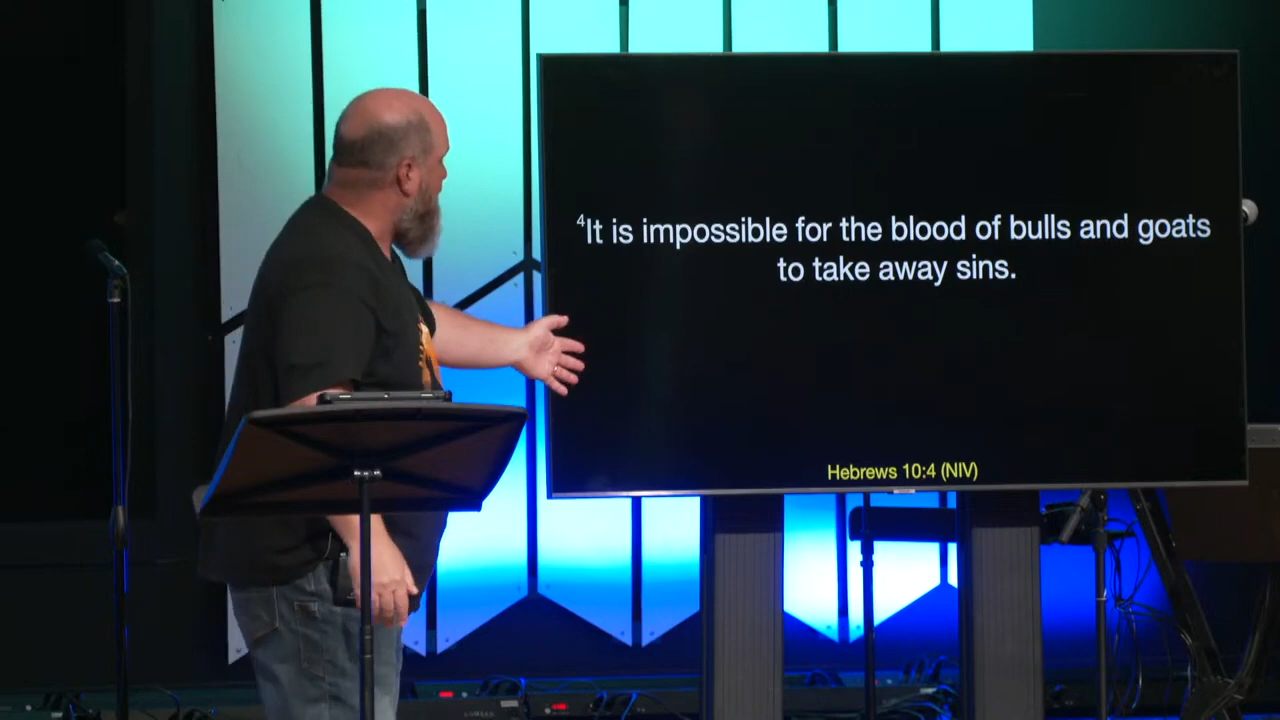 ⁴It is impossible for the blood of bulls and goats
to take away sins.
Hebrews 10:4 (NIV)